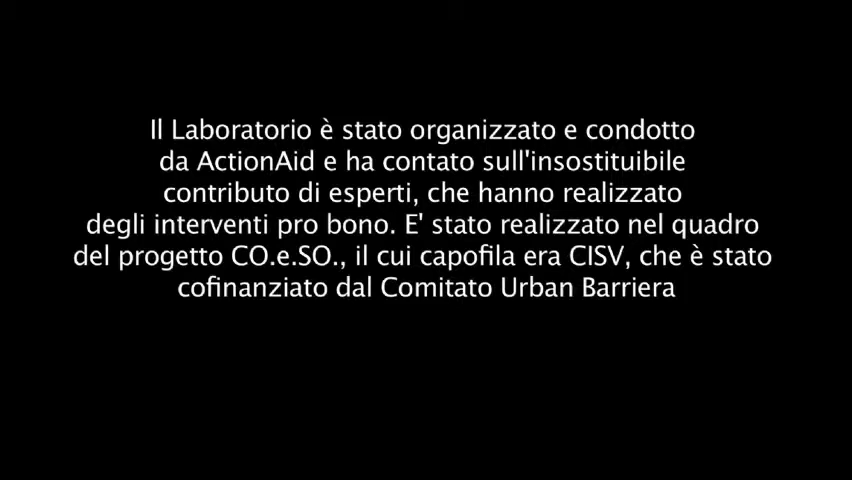 Il Laboratorio è stato organizzato e condotto
da ActionAid e ha contato sull'insostituibile
contributo di esperti, che hanno realizzato
degli interventi pro bono. E' stato realizzato nel quadro
del progetto CO.e.SO., il cui capofila era CISV, che è stato
cofinanziato dal Comitato Urban Barriera